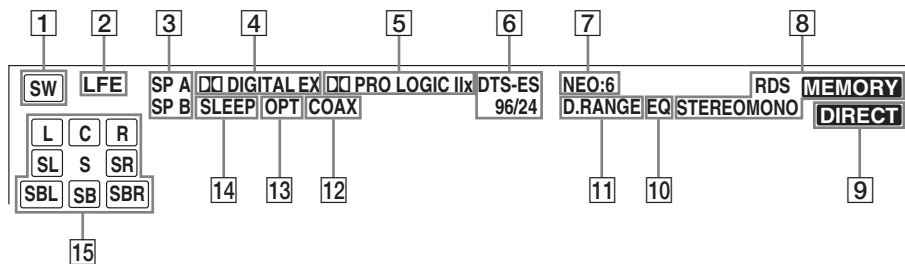 1 2 3 4 5 6 7 8
SW LFE SP A DIGITAL EX PRO LOGIC IIx DTS-ES NEO:6 RDS MEMORY
SP B SLEEP OPT COAX 96/24 D.RANGE EQ STEREO MONO DIRECT
L C R
SL S SR
SBL SB SBR
14 13 12 11 10 9
15